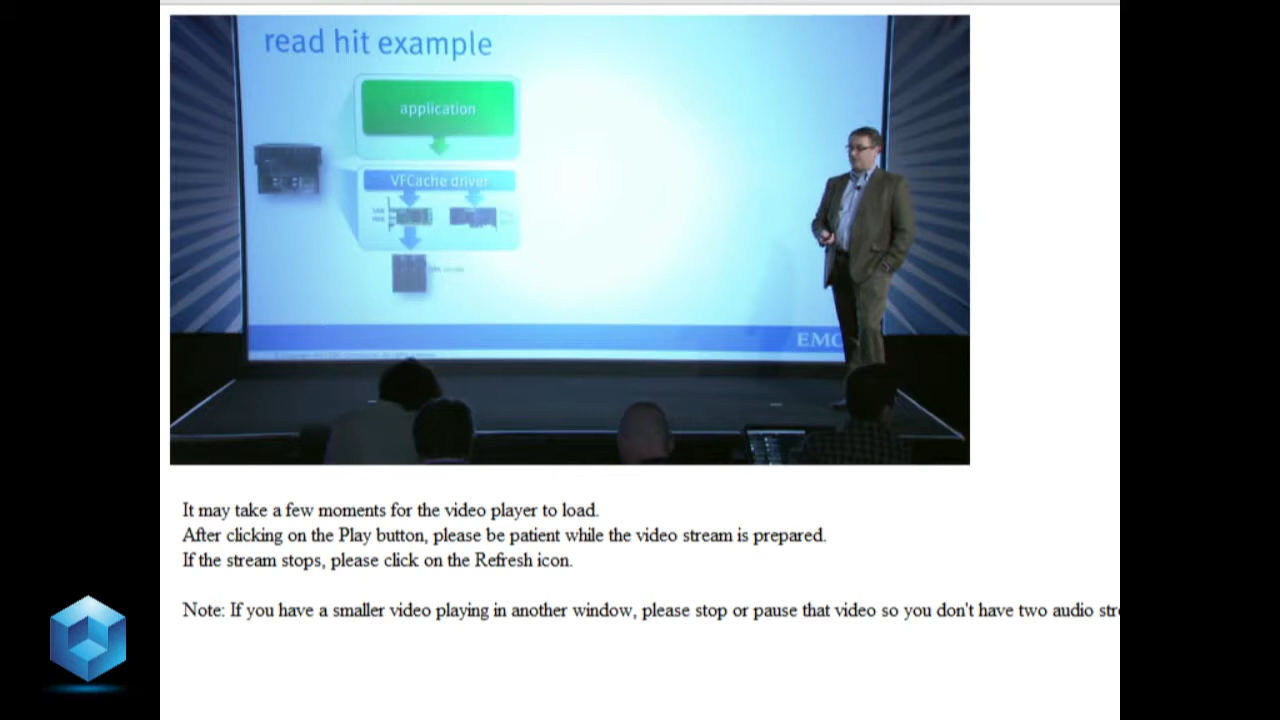 read hit example
application
VFCache driver
EMC
It may take a few moments for the video player to load.
After clicking on the Play button, please be patient while the video stream is prepared.
If the stream stops, please click on the Refresh icon.
Note: If you have a smaller video playing in another window, please stop or pause that video so you don't have two audio str